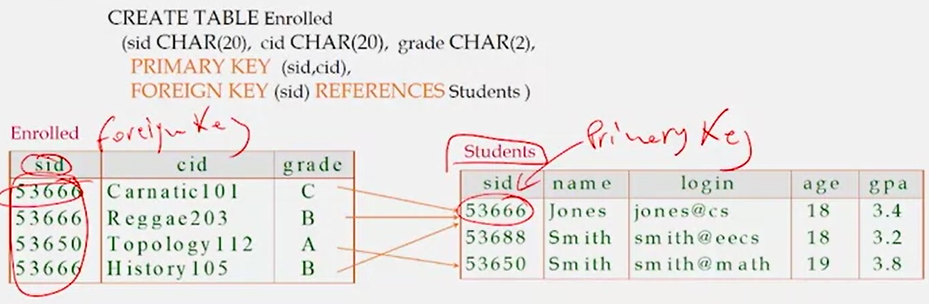 CREATE TABLE Enrolled
(sid CHAR(20), cid CHAR(20), grade CHAR(2),
PRIMARY KEY (sid,cid),
FOREIGN KEY (sid) REFERENCES Students )
Enrolled
foreign Key
sid cid grade
53666 Carnatic101 C
53666 Reggae203 B
53650 Topology112 A
53666 History105 B
Primary Key
Students
sid name login age gpa
53666 Jones jones@cs 18 3.4
53688 Smith smith@eecs 18 3.2
53650 Smith smith@math 19 3.8